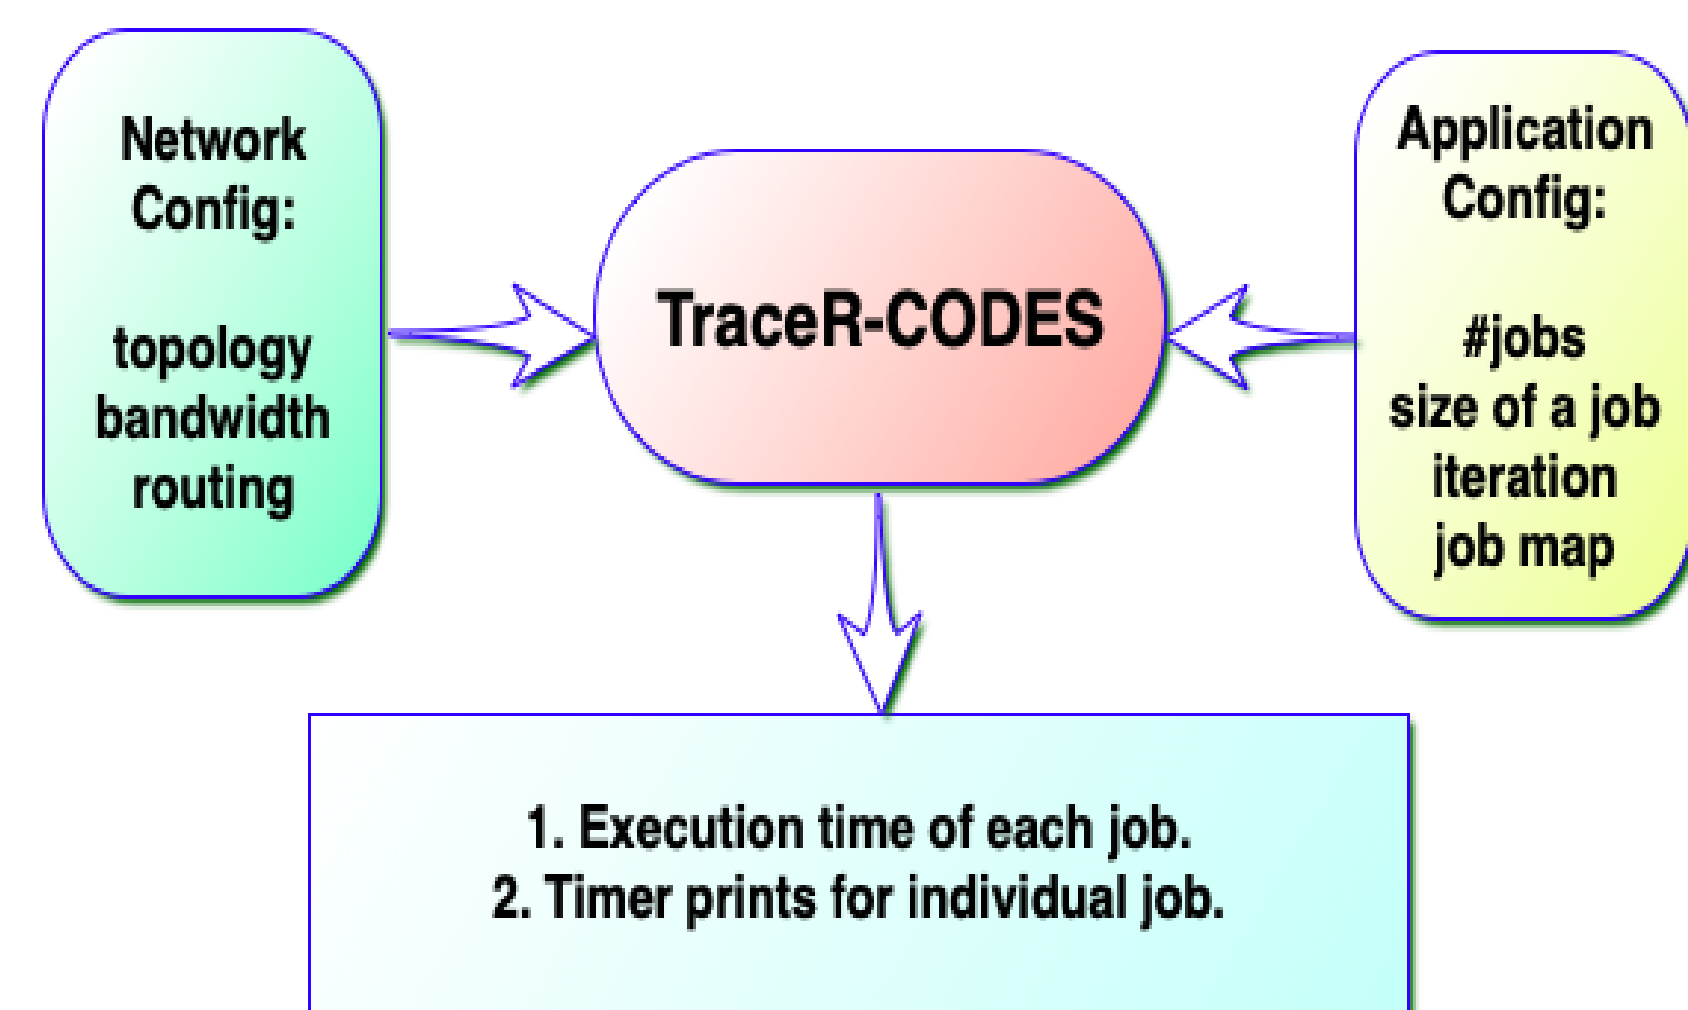 Network
Config:
topology
bandwidth
routing
TraceR-CODES
Application
Config:
#jobs
size of a job
iteration
job map
1. Execution time of each job.
2. Timer prints for individual job.